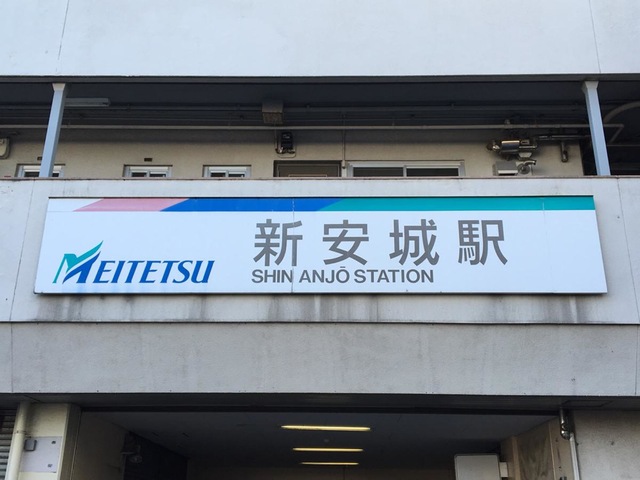 MEITETSU
新安城駅
SHIN ANJŌ STATION